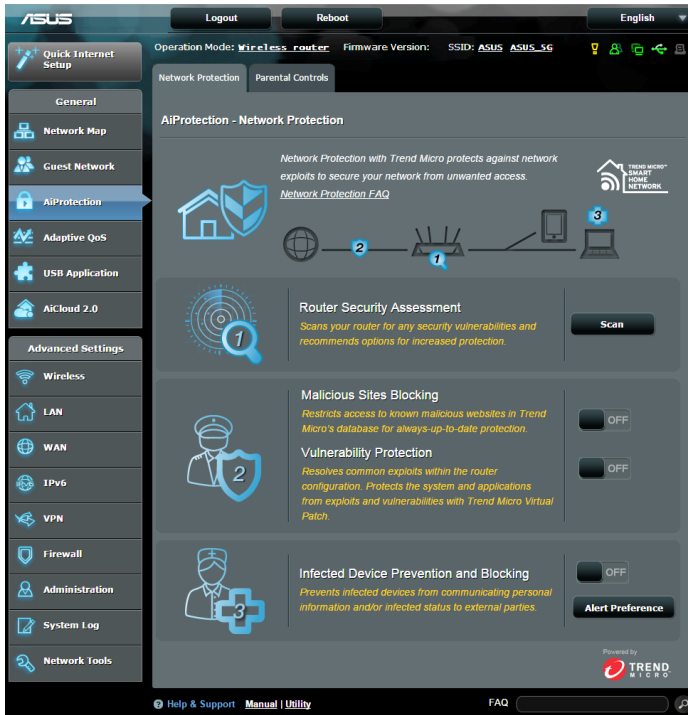 ASUS
Logout
Reboot
English
Quick Internet
Setup
Operation Mode: Wireless router Firmware Version: SSID: ASUS ASUS_5G
Network Protection
Parental Controls
General
Network Map
Guest Network
AiProtection
Adaptive QoS
USB Application
AiCloud 2.0
Advanced Settings
Wireless
LAN
WAN
IPv6
VPN
Firewall
Administration
System Log
Network Tools
AiProtection - Network Protection
Network Protection with Trend Micro protects against network
exploits to secure your network from unwanted access.
Network Protection FAQ
TREND MICRO™
SMART
HOME
NETWORK
2
1
3
1
Router Security Assessment
Scans your router for any security vulnerabilities and
recommends options for increased protection.
Scan
2
Malicious Sites Blocking
Restricts access to known malicious websites in Trend
Micro's database for always-up-to-date protection.
OFF
Vulnerability Protection
Resolves common exploits within the router
configuration. Protects the system and applications
from exploits and vulnerabilities with Trend Micro Virtual
Patch.
OFF
3
Infected Device Prevention and Blocking
Prevents infected devices from communicating personal
information and/or infected status to external parties.
OFF
Alert Preference
Powered by
TREND
MICRO
Help & Support Manual | Utility
FAQ